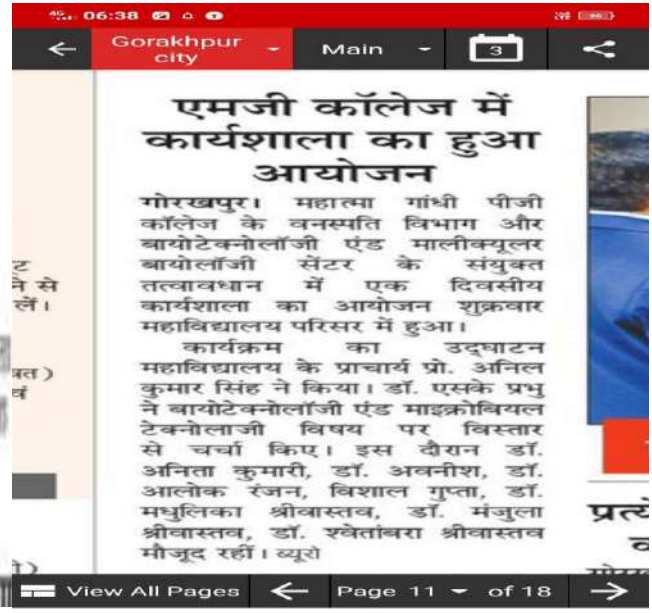 4G 06:38
Gorakhpur city
Main
3
एमजी कॉलेज में
कार्यशाला का हुआ
आयोजन
गोरखपुर। महात्मा गांधी पीजी
कॉलेज के वनस्पति विभाग और
बायोटेक्नोलॉजी एंड मालीक्यूलर
बायोलॉजी सेंटर के संयुक्त
तत्वावधान में एक दिवसीय
कार्यशाला का आयोजन शुक्रवार
महाविद्यालय परिसर में हुआ।
कार्यक्रम का उद्घाटन
महाविद्यालय के प्राचार्य प्रो. अनिल
कुमार सिंह ने किया। डॉ. एसके प्रभु
ने बायोटेक्नोलॉजी एंड माइक्रोबियल
टेक्नोलाजी विषय पर विस्तार
से चर्चा किए। इस दौरान डॉ.
अनिता कुमारी, डॉ. अवनीश, डॉ.
आलोक रंजन, विशाल गुप्ता, डॉ.
मधुलिका श्रीवास्तव, डॉ. मंजुला
श्रीवास्तव, डॉ. श्वेतांबरा श्रीवास्तव
मौजूद रहीं। ब्यूरो
ने से
लें।
वं
View All Pages
Page 11 of 18